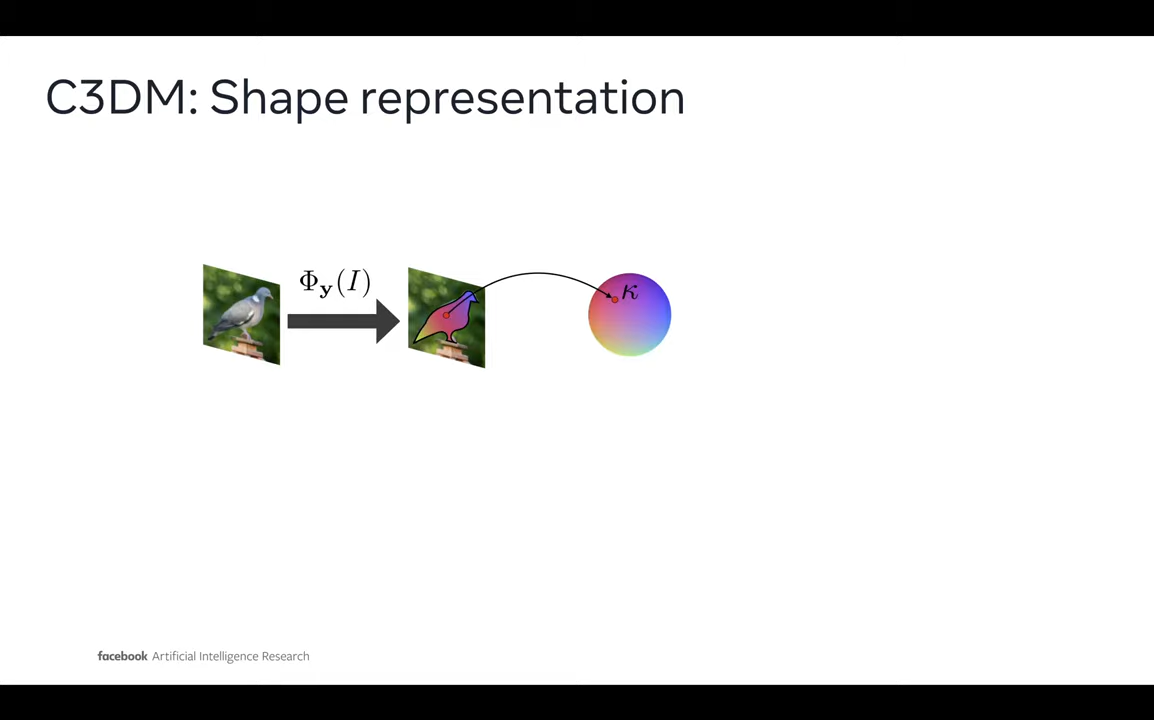 C3DM: Shape representation
Φ_y(I)
κ
facebook Artificial Intelligence Research